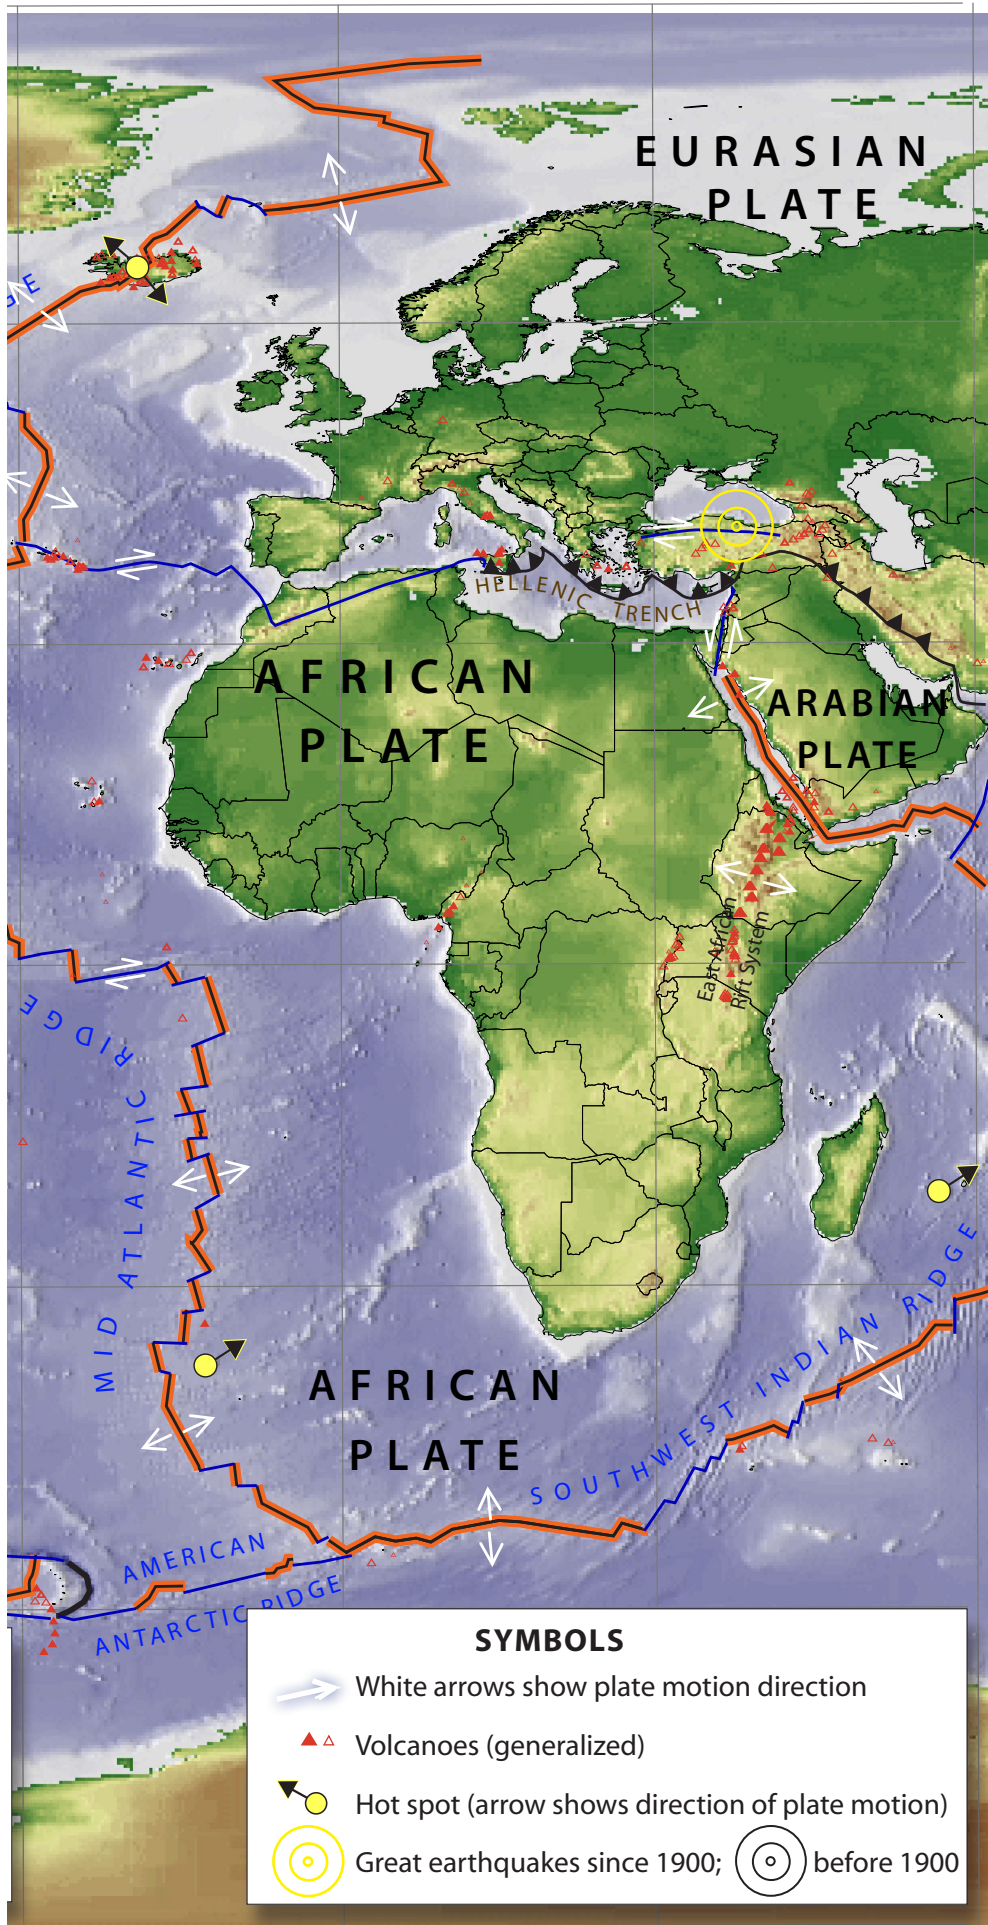 EURASIAN
PLATE
GE
HELLENIC TRENCH
AFRICAN
PLATE
ARABIAN
PLATE
East African
Rift System
MID ATLANTIC RIDGE
AFRICAN
PLATE
SOUTHWEST INDIAN RIDGE
AMERICAN
ANTARCTIC RIDGE
SYMBOLS
White arrows show plate motion direction
Volcanoes (generalized)
Hot spot (arrow shows direction of plate motion)
Great earthquakes since 1900; before 1900